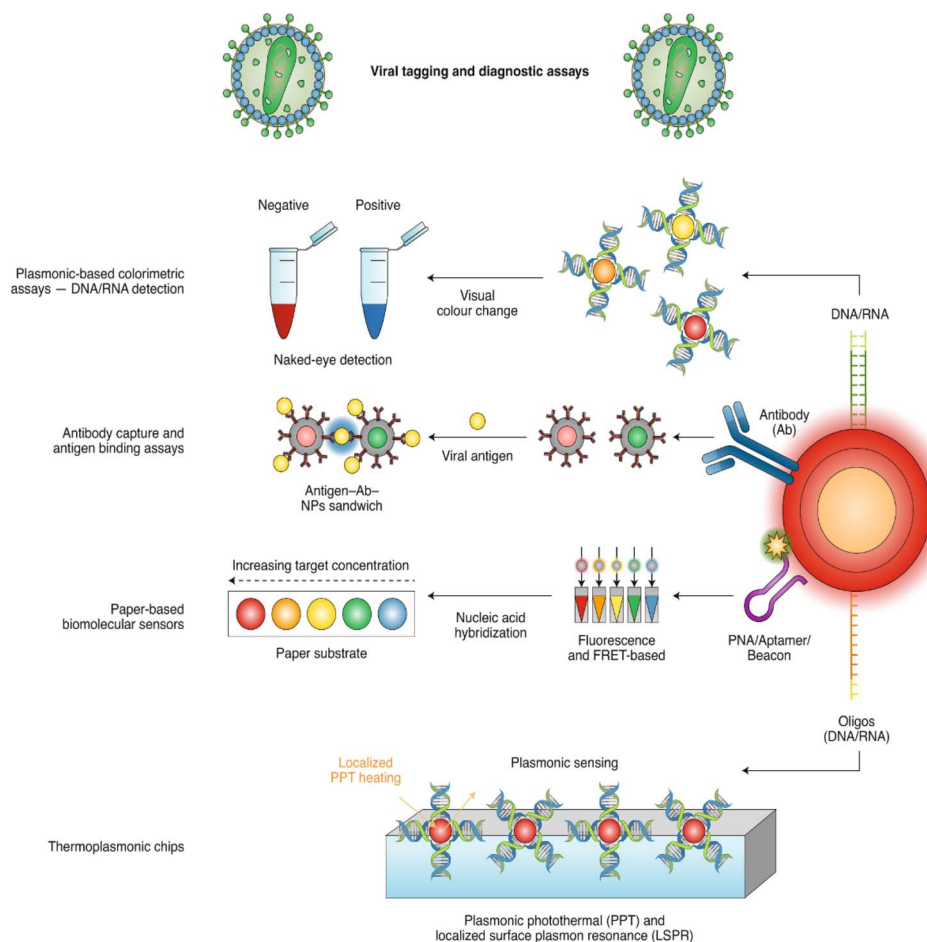 Viral tagging and diagnostic assays
Negative
Positive
Plasmonic-based colorimetric
assays — DNA/RNA detection
Visual
colour change
Naked-eye detection
DNA/RNA
Antibody capture and
antigen binding assays
Viral antigen
Antigen–Ab–
NPs sandwich
Antibody
(Ab)
Increasing target concentration
Paper-based
biomolecular sensors
Paper substrate
Nucleic acid
hybridization
Fluorescence
and FRET-based
PNA/Aptamer/
Beacon
Oligos
(DNA/RNA)
Localized
PPT heating
Plasmonic sensing
Thermoplasmonic chips
Plasmonic photothermal (PPT) and
localized surface plasmon resonance (LSPR)